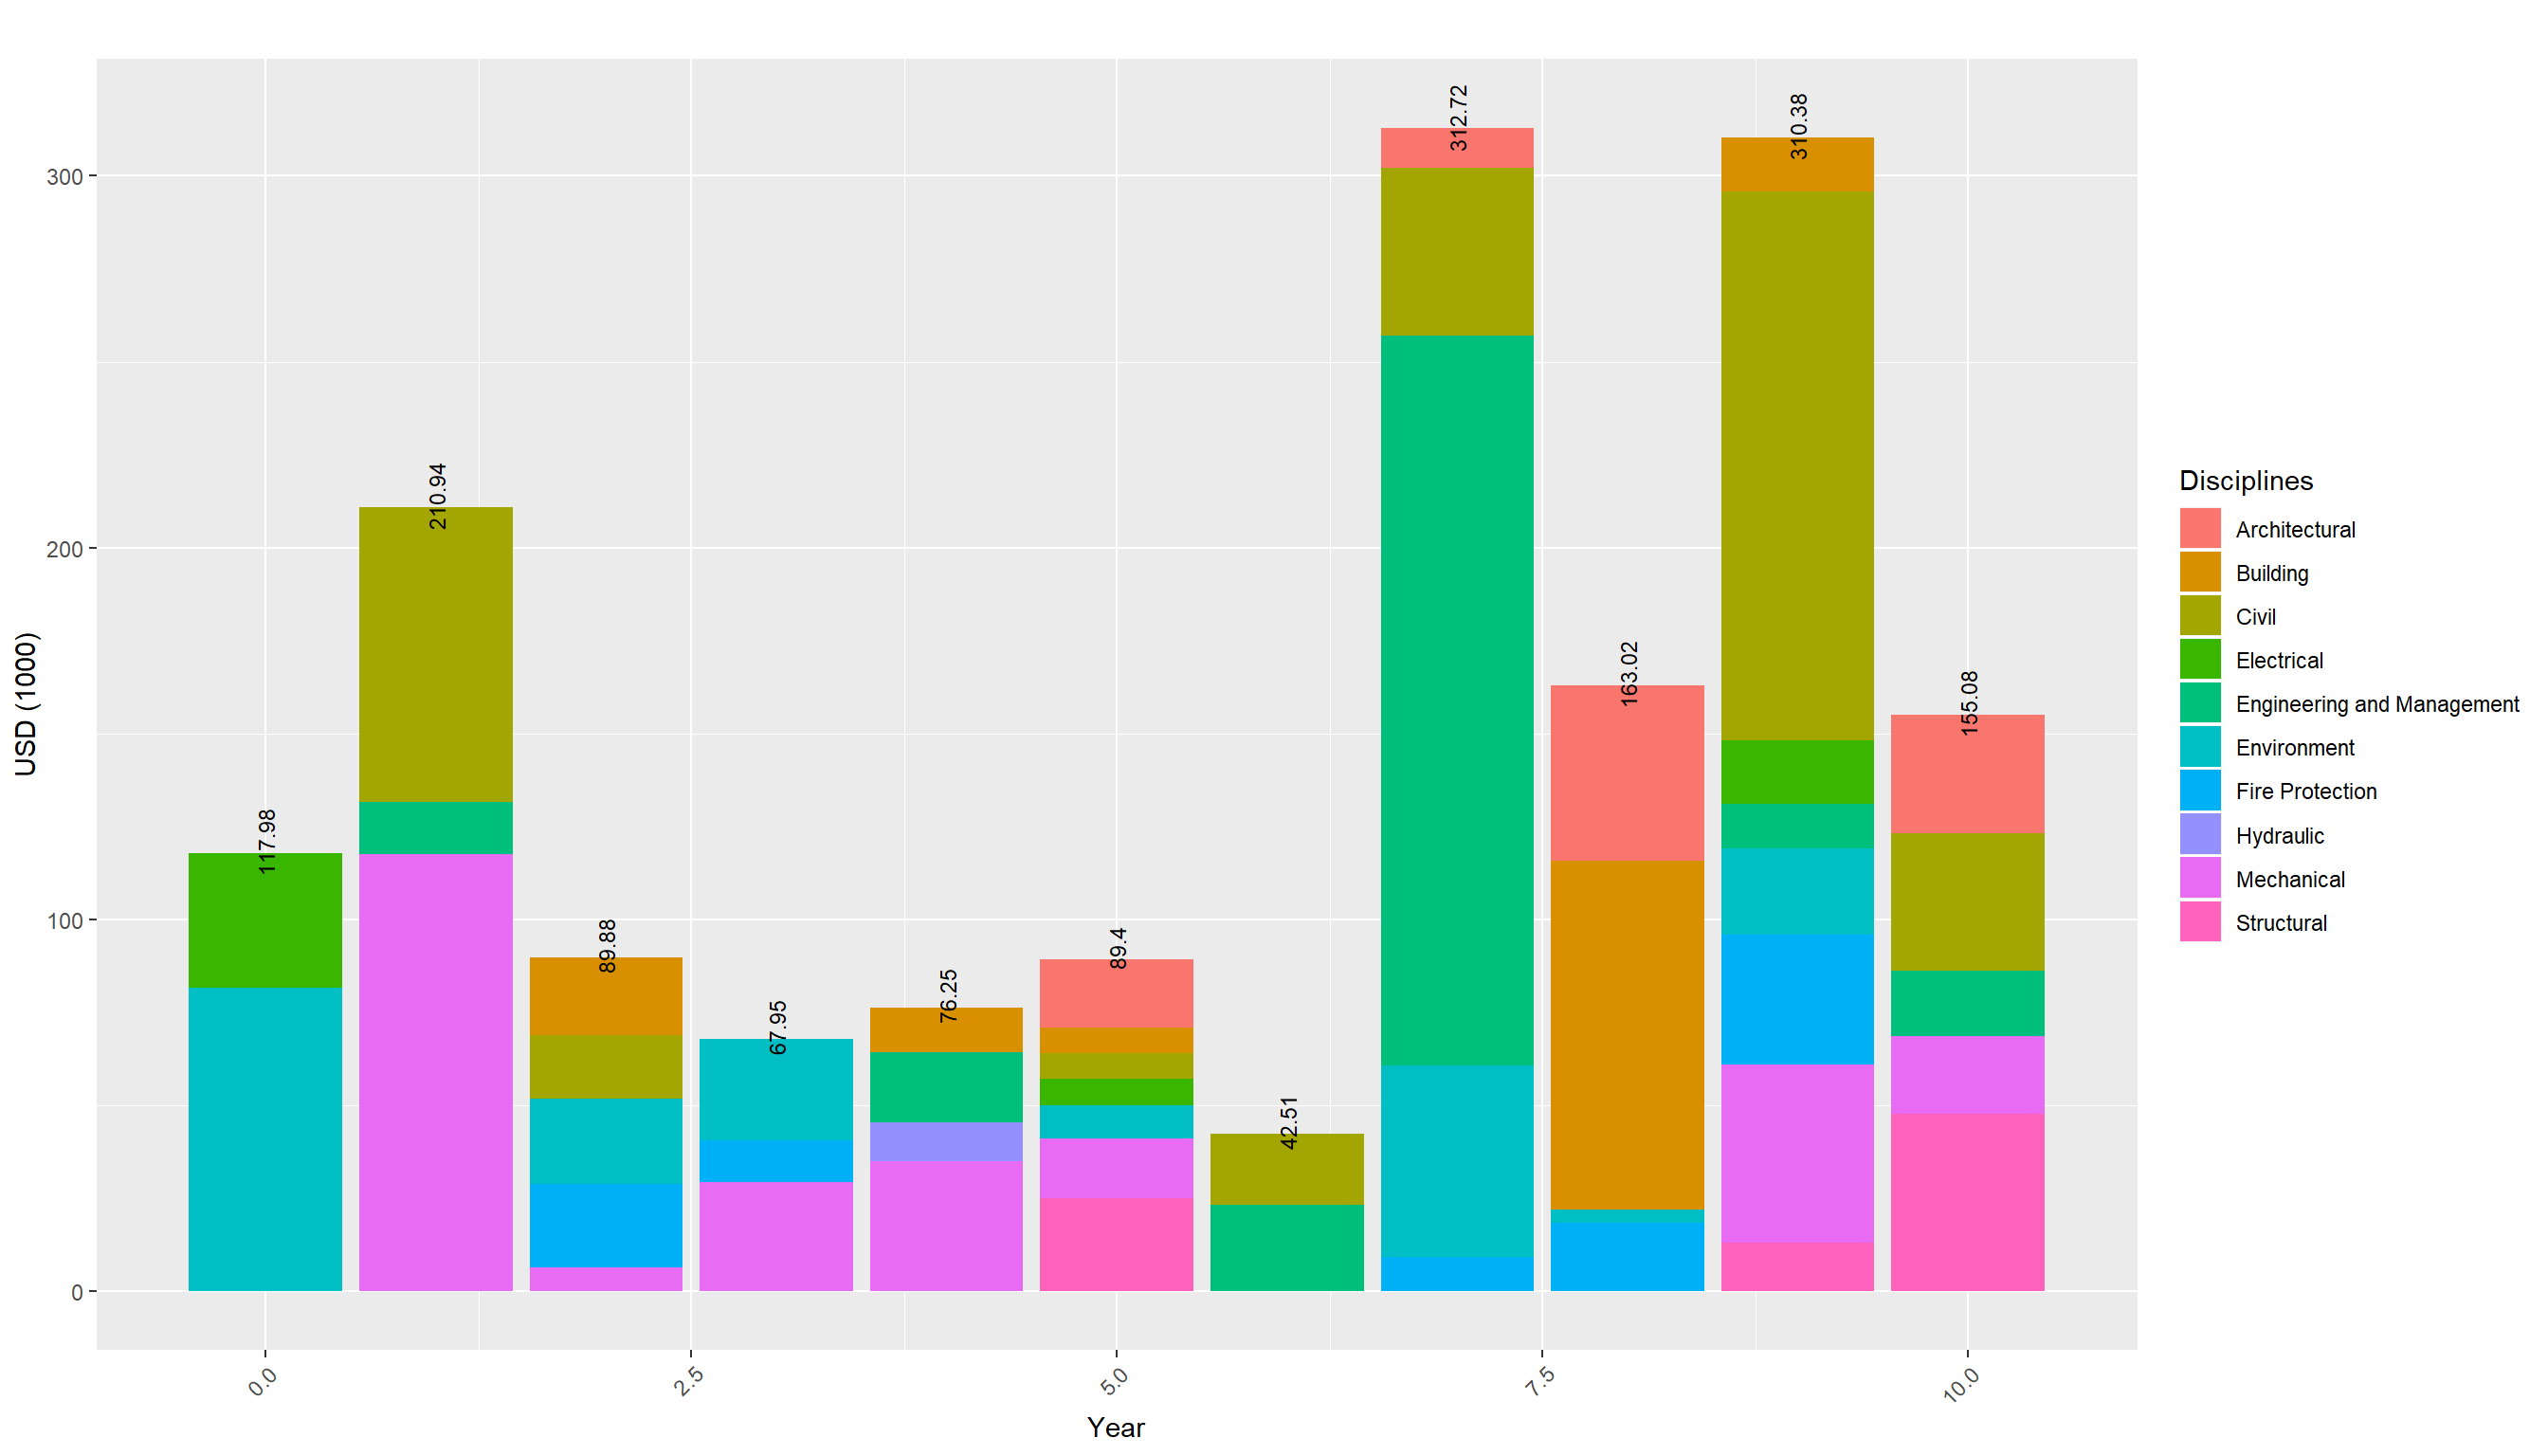 USD (1000)
300
200
100
0
117.98
210.94
89.88
67.95
76.25
89.4
42.51
312.72
163.02
310.38
155.08
0.0
2.5
5.0
7.5
10.0
Year
Disciplines
Architectural
Building
Civil
Electrical
Engineering and Management
Environment
Fire Protection
Hydraulic
Mechanical
Structural